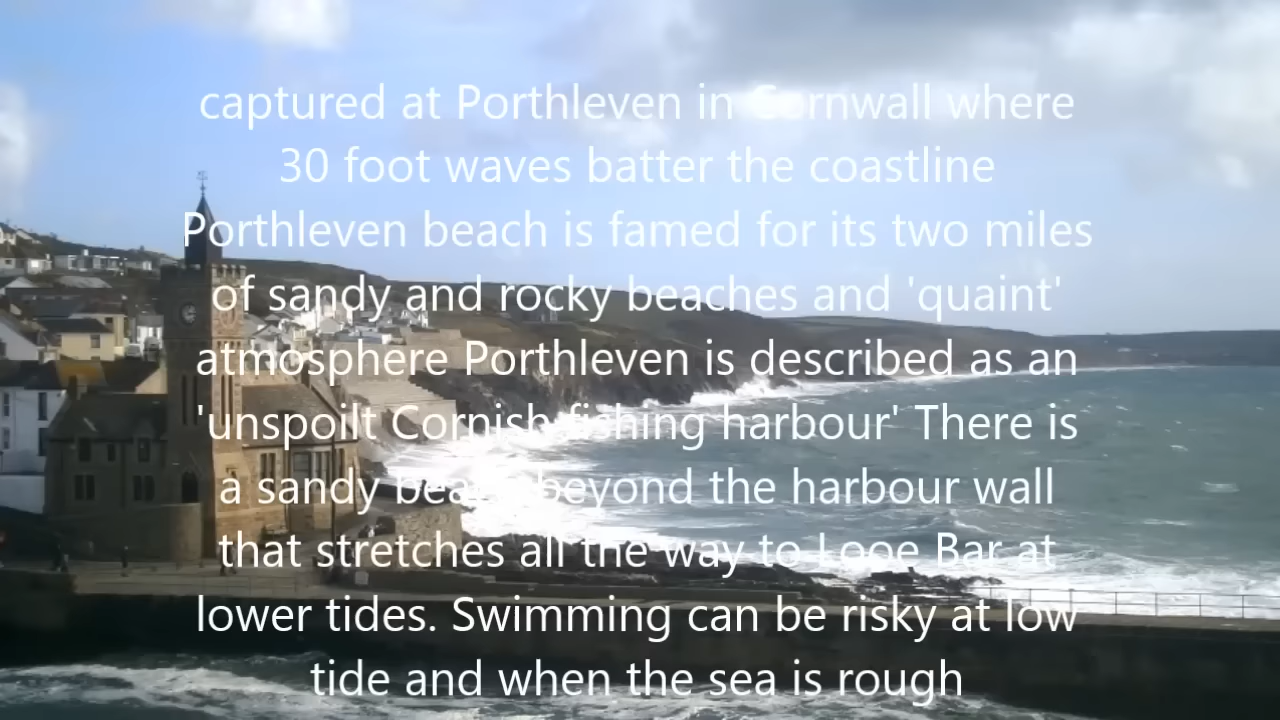 captured at Porthleven in Cornwall where
30 foot waves batter the coastline
Porthleven beach is famed for its two miles
of sandy and rocky beaches and 'quaint'
atmosphere Porthleven is described as an
'unspoilt Cornish fishing harbour' There is
a sandy beach beyond the harbour wall
that stretches all the way to Looe Bar at
lower tides. Swimming can be risky at low
tide and when the sea is rough